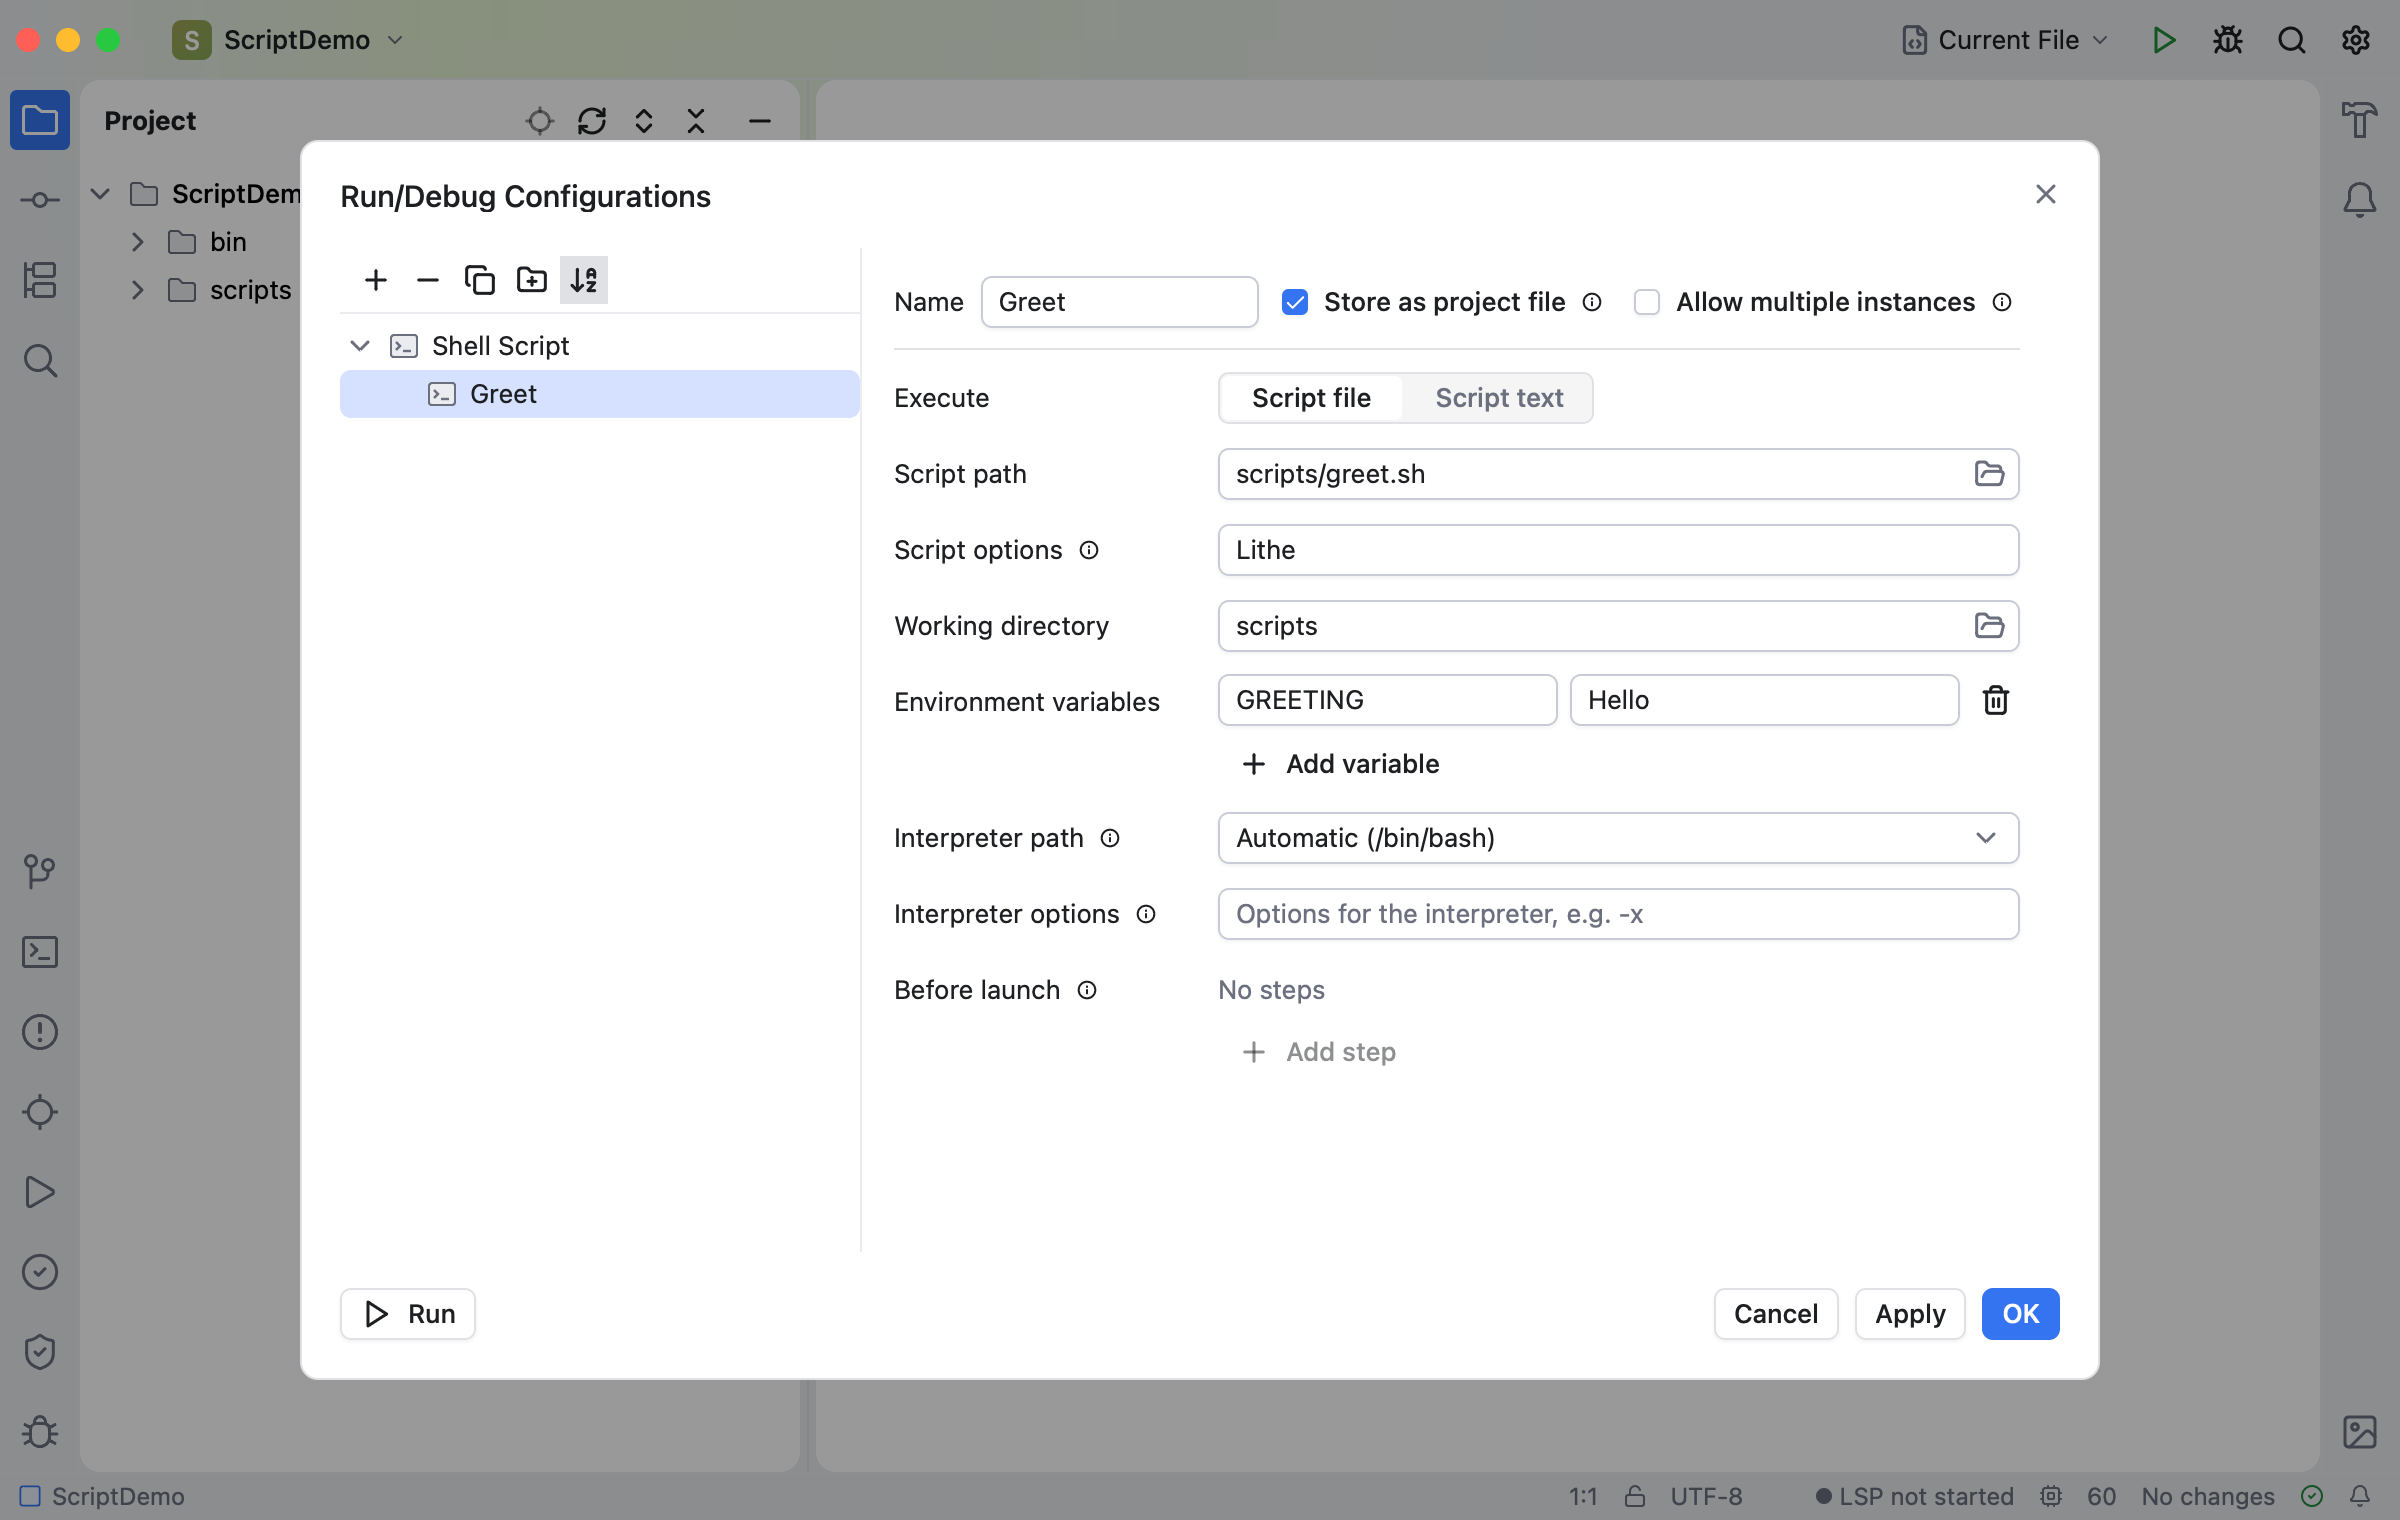 S ScriptDemo
Current File
Project
ScriptDem
bin
scripts
Run/Debug Configurations
Shell Script
Greet
Name Greet Store as project file Allow multiple instances
Execute Script file Script text
Script path scripts/greet.sh
Script options Lithe
Working directory scripts
Environment variables GREETING Hello
Add variable
Interpreter path Automatic (/bin/bash)
Interpreter options Options for the interpreter, e.g. -x
Before launch No steps
Add step
Run
Cancel Apply OK
ScriptDemo
1:1 UTF-8 LSP not started 60 No changes